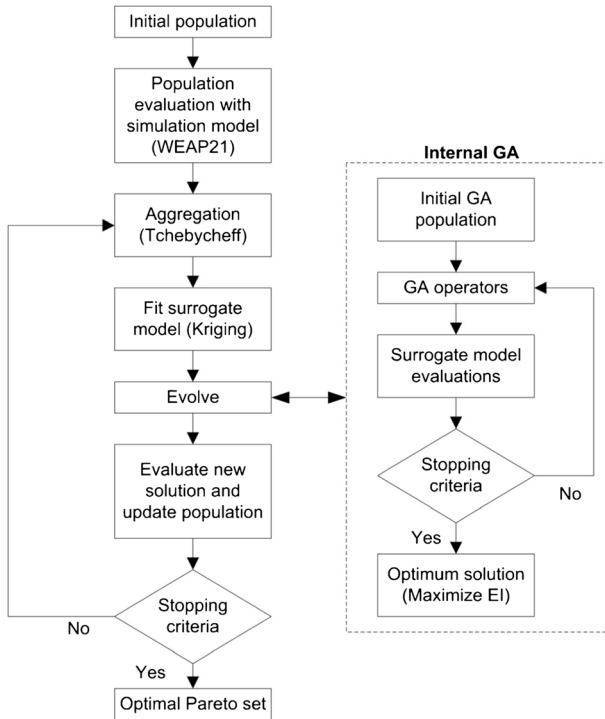 Initial population
Population
evaluation with
simulation model
(WEAP21)
Aggregation
(Tchebycheff)
Fit surrogate
model (Kriging)
Evolve
Evaluate new
solution and
update population
Stopping
criteria
No
Yes
Optimal Pareto set
Internal GA
Initial GA
population
GA operators
Surrogate model
evaluations
Stopping
criteria
No
Yes
Optimum solution
(Maximize EI)